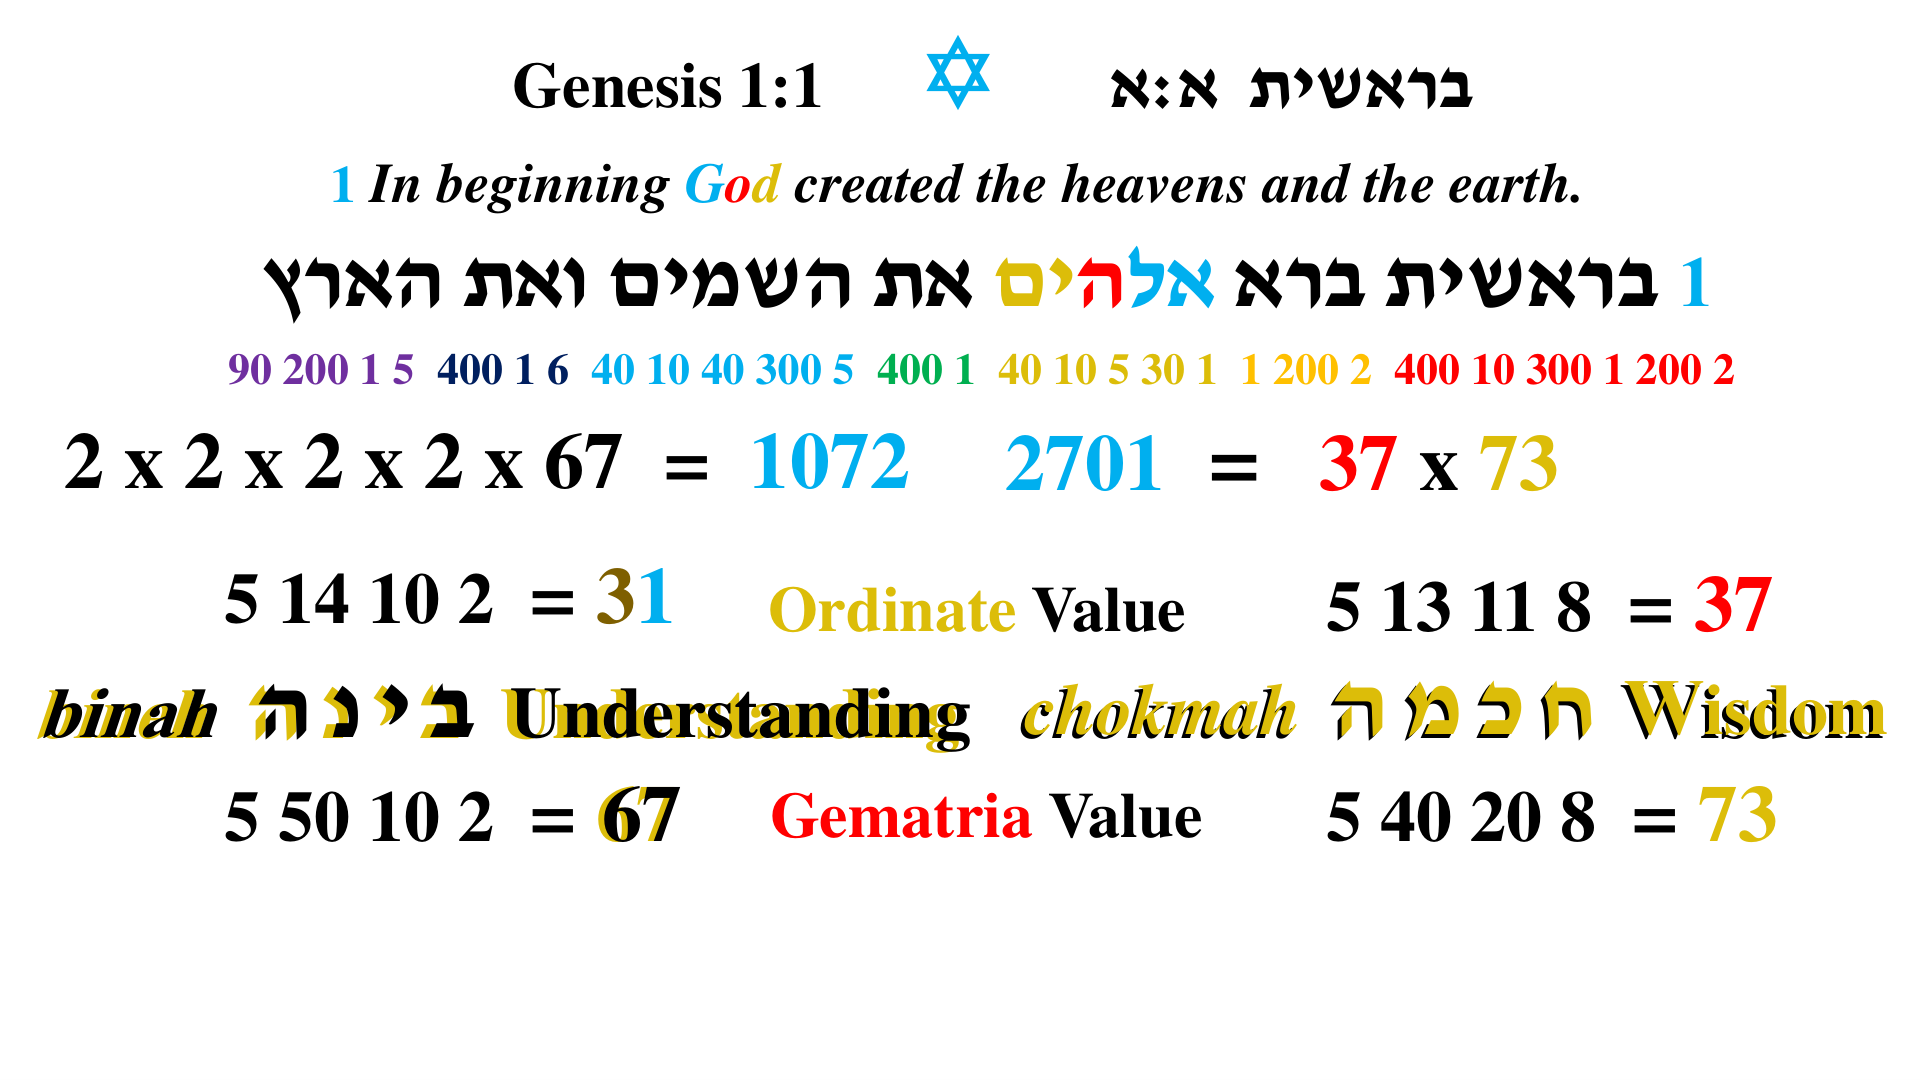 Genesis 1:1 ✡ בראשית א:א
1 In beginning God created the heavens and the earth.
1 בראשית ברא אלהים את השמים ואת הארץ
90 200 1 5 400 1 6 40 10 40 300 5 400 1 40 10 5 30 1 1 200 2 400 10 300 1 200 2
2 x 2 x 2 x 2 x 67 = 1072 2701 = 37 x 73
5 14 10 2 = 31 Ordinate Value 5 13 11 8 = 37
binah ב י נ ה Understanding chokmah ח כ מ ה Wisdom
5 50 10 2 = 67 Gematria Value 5 40 20 8 = 73